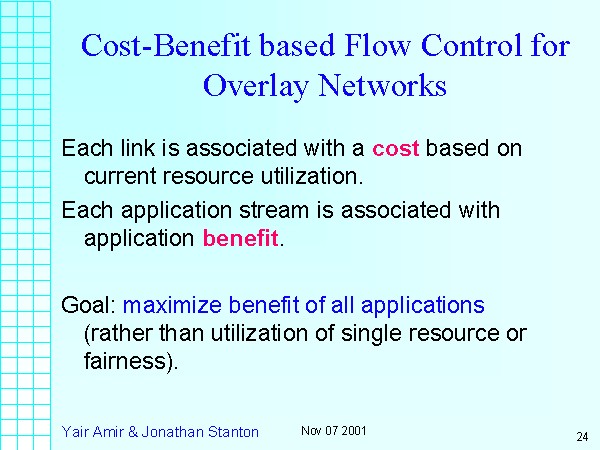 Cost-Benefit based Flow Control for
Overlay Networks
Each link is associated with a cost based on
current resource utilization.
Each application stream is associated with
application benefit.
Goal: maximize benefit of all applications
(rather than utilization of single resource or
fairness).
Yair Amir & Jonathan Stanton
Nov 07 2001
24